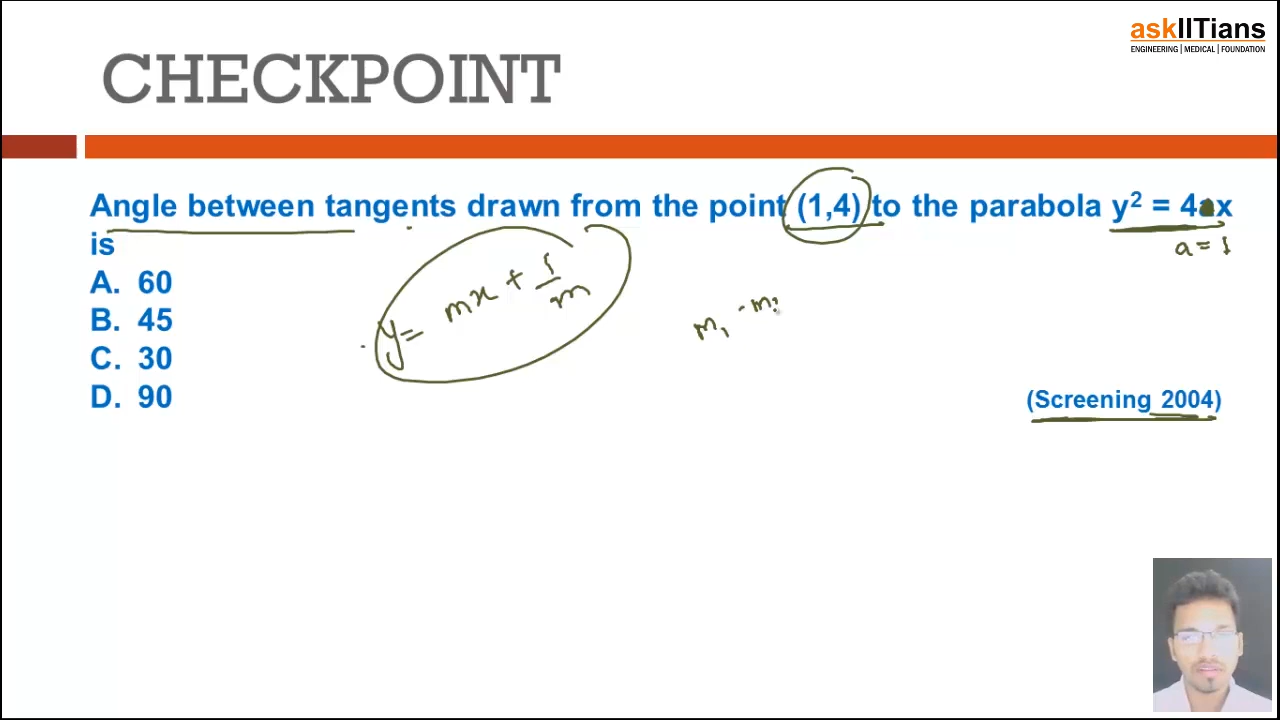 askIITians
ENGINEERING | MEDICAL | FOUNDATION
CHECKPOINT
Angle between tangents drawn from the point (1,4) to the parabola y² = 4x
is
a = 1
A. 60
B. 45
C. 30
D. 90
y = mx + 1/m
m₁ - m₂
(Screening 2004)